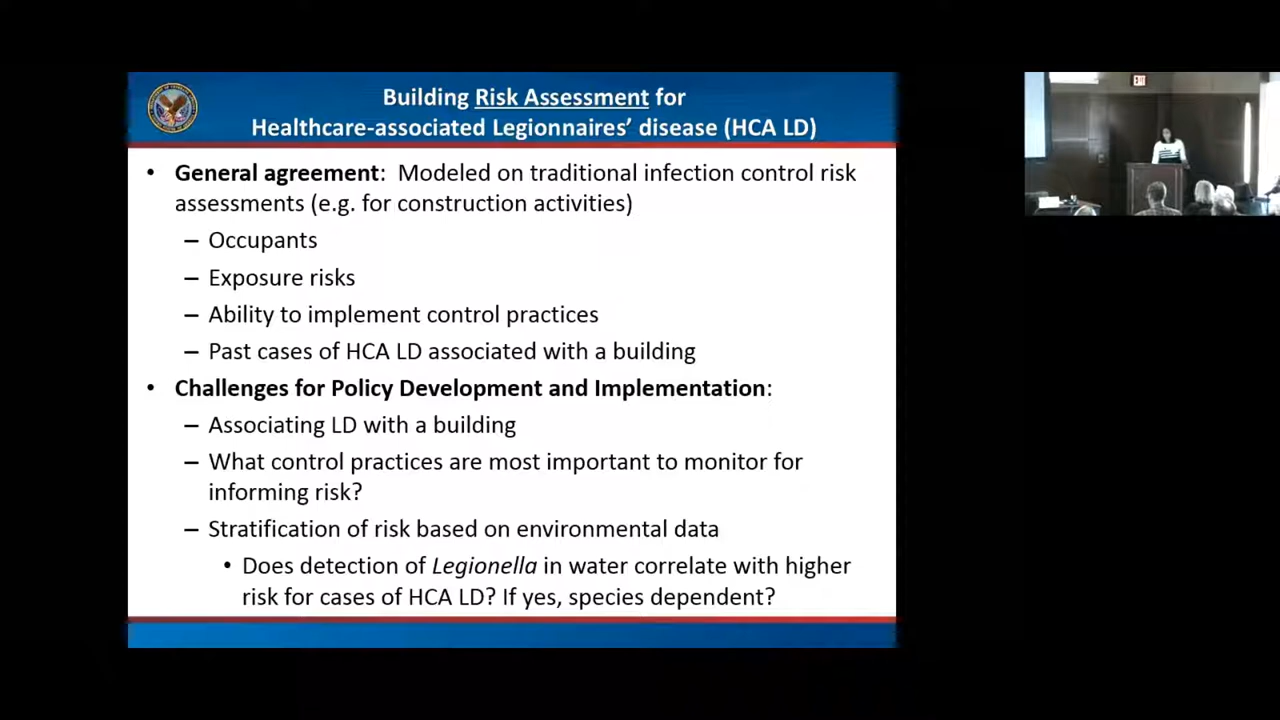 Building Risk Assessment for
Healthcare-associated Legionnaires’ disease (HCA LD)
• General agreement: Modeled on traditional infection control risk
assessments (e.g. for construction activities)
– Occupants
– Exposure risks
– Ability to implement control practices
– Past cases of HCA LD associated with a building
• Challenges for Policy Development and Implementation:
– Associating LD with a building
– What control practices are most important to monitor for
informing risk?
– Stratification of risk based on environmental data
• Does detection of Legionella in water correlate with higher
risk for cases of HCA LD? If yes, species dependent?
EXIT